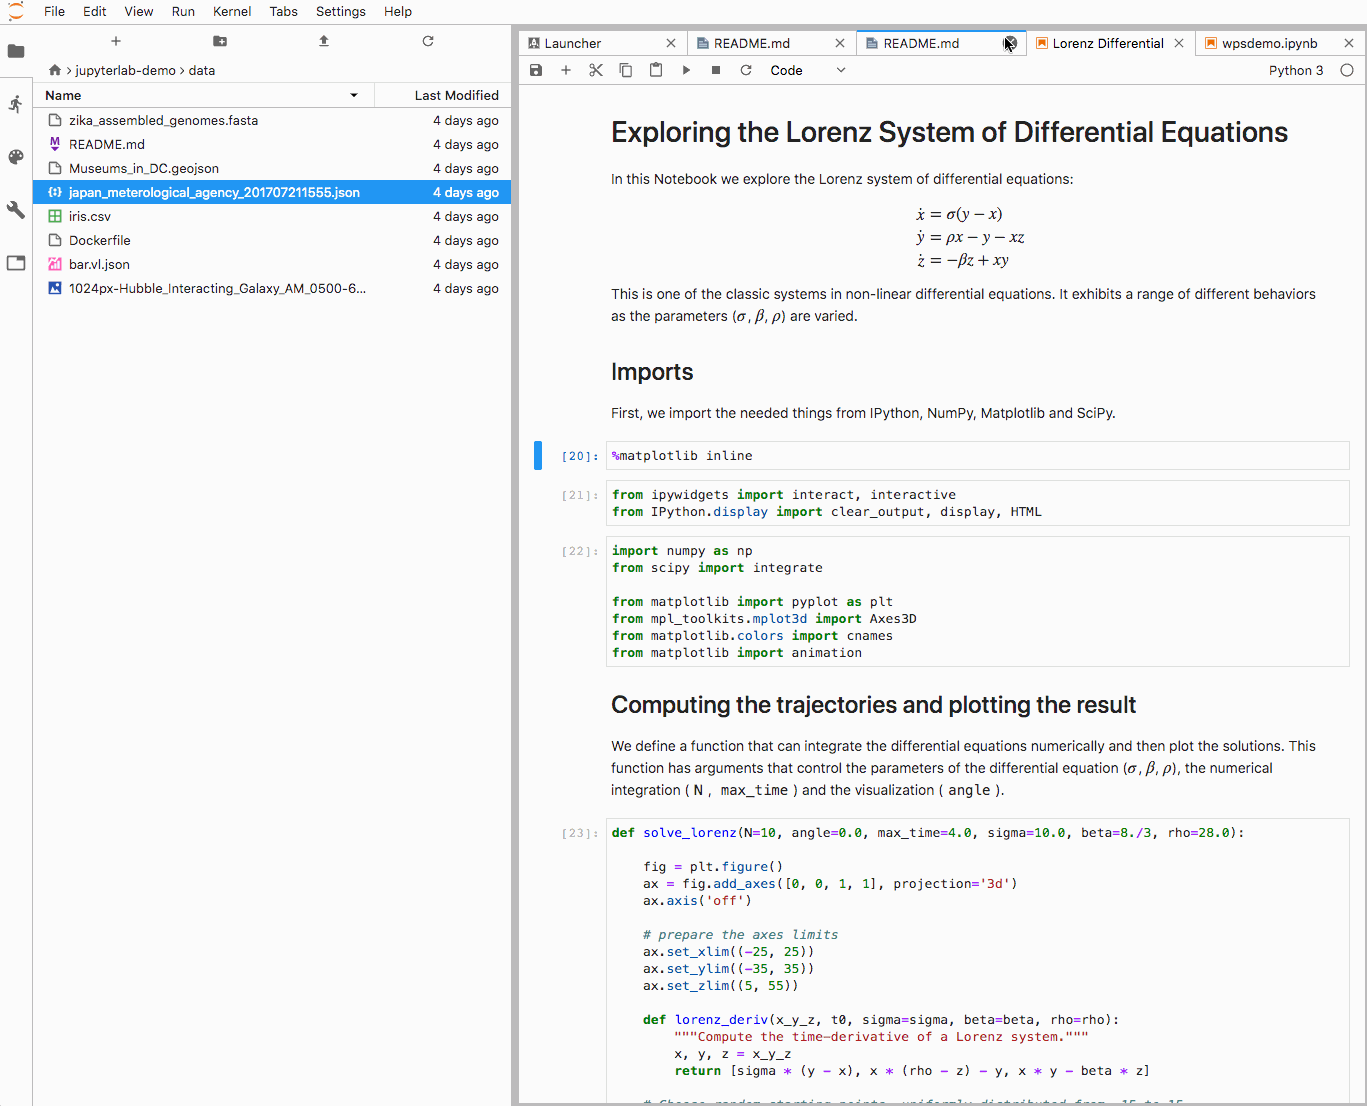 File Edit View Run Kernel Tabs Settings Help
Launcher README.md README.md Lorenz Differential wpsdemo.ipynb
Code Python 3
jupyterlab-demo > data
Name Last Modified
zika_assembled_genomes.fasta 4 days ago
README.md 4 days ago
Museums_in_DC.geojson 4 days ago
japan_meterological_agency_201707211555.json 4 days ago
iris.csv 4 days ago
Dockerfile 4 days ago
bar.vl.json 4 days ago
1024px-Hubble_Interacting_Galaxy_AM_0500-6... 4 days ago
Exploring the Lorenz System of Differential Equations
In this Notebook we explore the Lorenz system of differential equations:
ẋ = σ(y − x)
ẏ = ρx − y − xz
ż = −βz + xy
This is one of the classic systems in non-linear differential equations. It exhibits a range of different behaviors
as the parameters (σ, β, ρ) are varied.
Imports
First, we import the needed things from IPython, NumPy, Matplotlib and SciPy.
[20]: %matplotlib inline
[21]: from ipywidgets import interact, interactive
from IPython.display import clear_output, display, HTML
[22]: import numpy as np
from scipy import integrate
from matplotlib import pyplot as plt
from mpl_toolkits.mplot3d import Axes3D
from matplotlib.colors import cnames
from matplotlib import animation
Computing the trajectories and plotting the result
We define a function that can integrate the differential equations numerically and then plot the solutions. This
function has arguments that control the parameters of the differential equation (σ, β, ρ), the numerical
integration ( N , max_time ) and the visualization ( angle ).
[23]: def solve_lorenz(N=10, angle=0.0, max_time=4.0, sigma=10.0, beta=8./3, rho=28.0):
fig = plt.figure()
ax = fig.add_axes([0, 0, 1, 1], projection='3d')
ax.axis('off')
# prepare the axes limits
ax.set_xlim((-25, 25))
ax.set_ylim((-35, 35))
ax.set_zlim((5, 55))
def lorenz_deriv(x_y_z, t0, sigma=sigma, beta=beta, rho=rho):
"""Compute the time-derivative of a Lorenz system."""
x, y, z = x_y_z
return [sigma * (y - x), x * (rho - z) - y, x * y - beta * z]